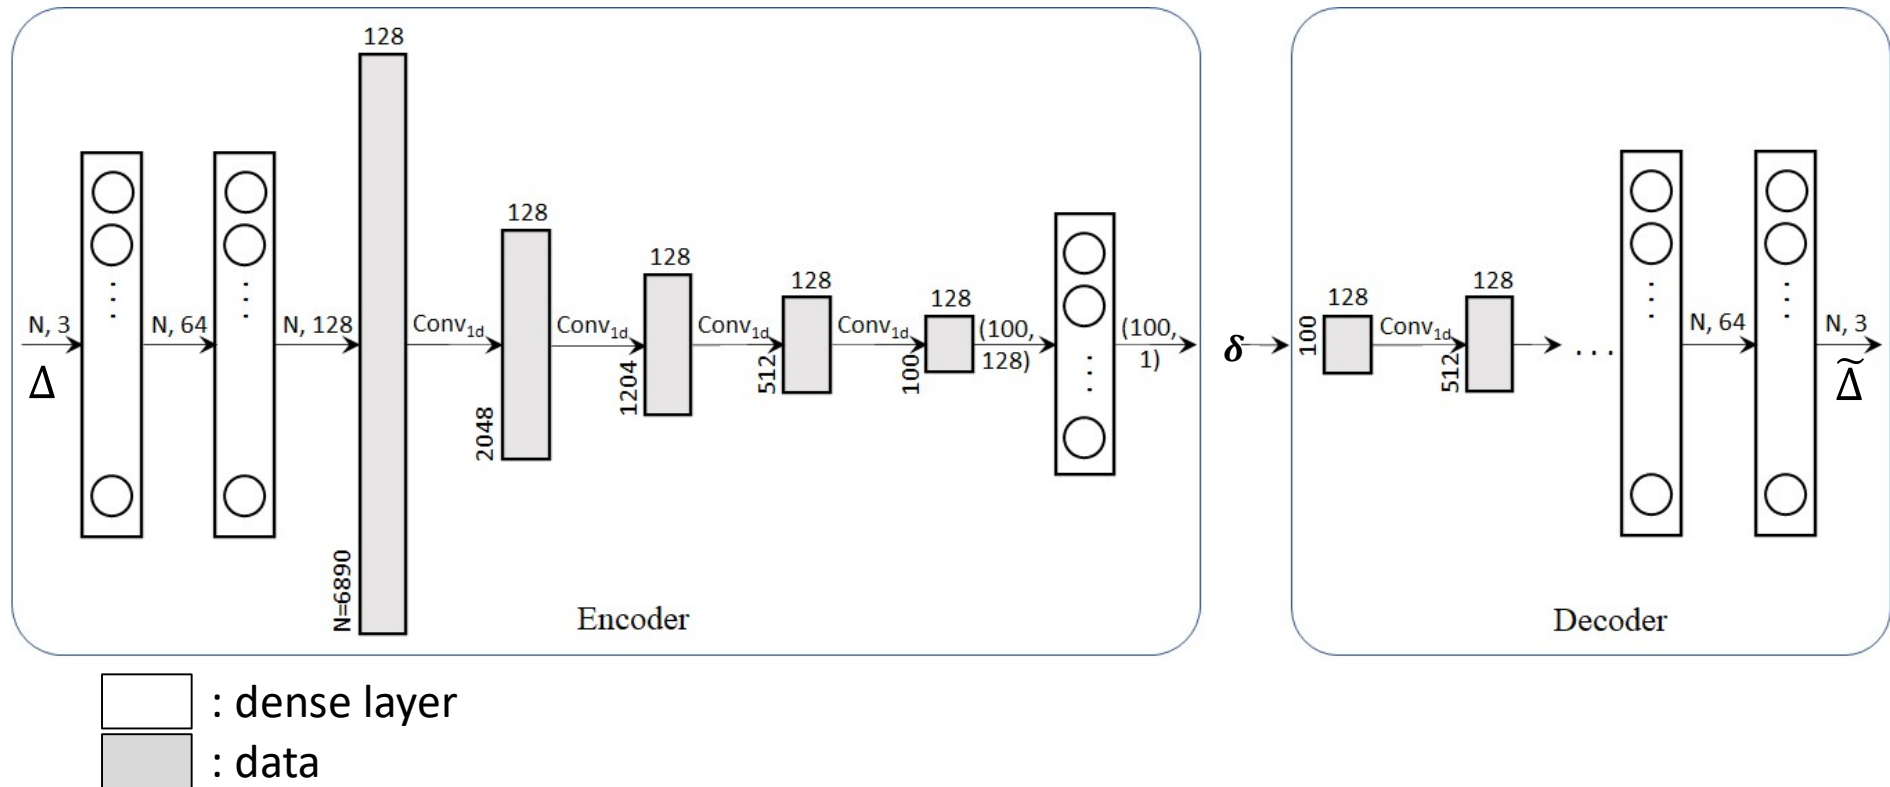 128
128
128
128
128
128
128
N, 3
N, 64
N, 128
Conv1d
Conv1d
Conv1d
Conv1d
(100,
128)
(100,
1)
δ
100
Conv1d
. . .
N, 64
N, 3
Δ
N=6890
2048
1204
512
100
512
Δ̃
Encoder
Decoder
: dense layer
: data